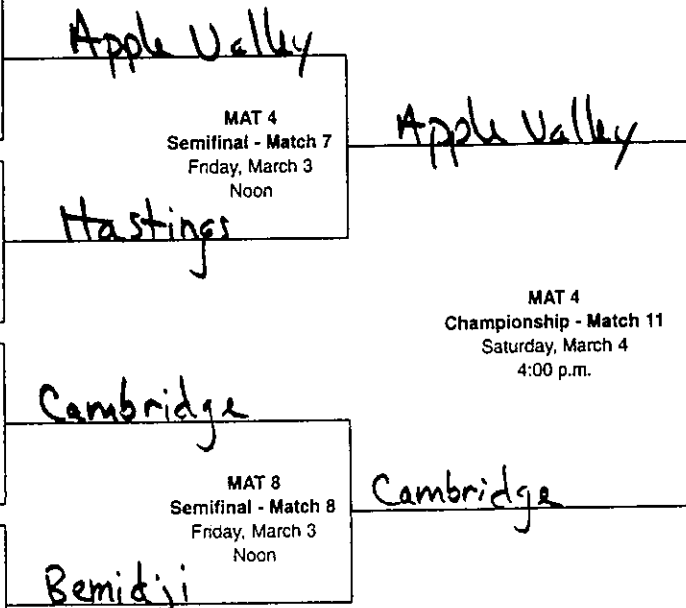 Apple Valley
MAT 4
Semifinal - Match 7
Friday, March 3
Noon
Apple Valley
Hastings
MAT 4
Championship - Match 11
Saturday, March 4
4:00 p.m.
Cambridge
MAT 8
Semifinal - Match 8
Friday, March 3
Noon
Cambridge
Bemidji